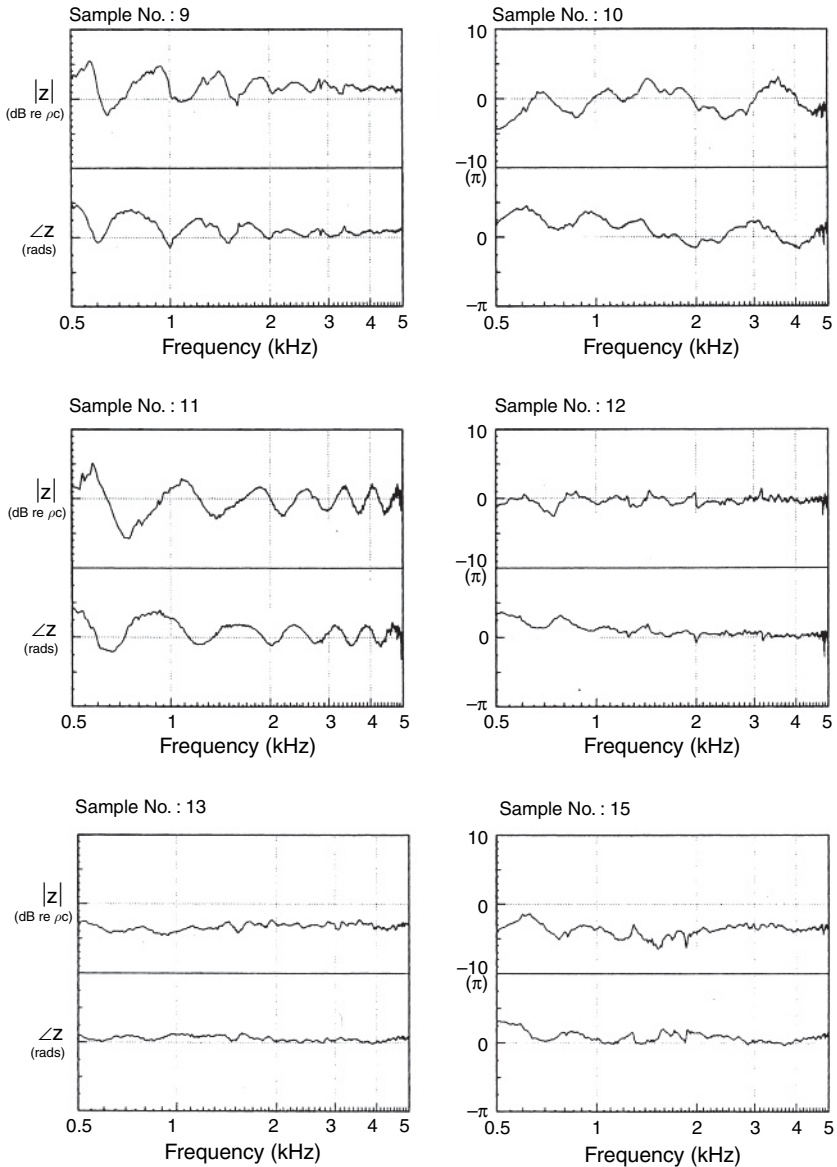 Sample No. : 9
|z|
(dB re ρc)
∠z
(rads)
0.5 1 2 3 4 5
Frequency (kHz)
Sample No. : 10
10
0
−10
(π)
0
−π
0.5 1 2 3 4 5
Frequency (kHz)
Sample No. : 11
|z|
(dB re ρc)
∠z
(rads)
0.5 1 2 3 4 5
Frequency (kHz)
Sample No. : 12
10
0
−10
(π)
0
−π
0.5 1 2 3 4 5
Frequency (kHz)
Sample No. : 13
|z|
(dB re ρc)
∠z
(rads)
0.5 1 2 3 4 5
Frequency (kHz)
Sample No. : 15
10
0
−10
(π)
0
−π
0.5 1 2 3 4 5
Frequency (kHz)